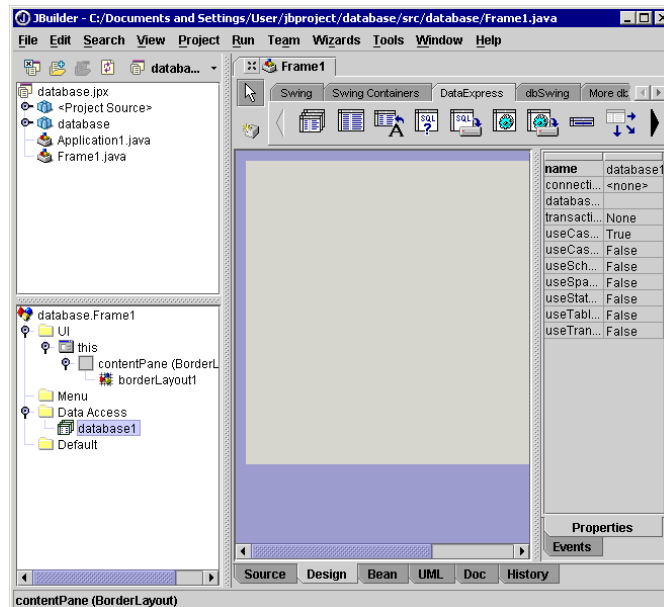 JBuilder - C:/Documents and Settings/User/jbproject/database/src/database/Frame1.java
File Edit Search View Project Run Team Wizards Tools Window Help
databa...
Frame1
database.jpx
<Project Source>
database
Application1.java
Frame1.java
Swing Swing Containers DataExpress dbSwing More dt
SQL SQL
name database1
connecti... <none>
databas...
transacti... None
useCas... True
useCas... False
useSch... False
useSpa... False
useStat... False
useTabl... False
useTran... False
database.Frame1
UI
this
contentPane (BorderL
borderLayout1
Menu
Data Access
database1
Default
Properties
Events
Source Design Bean UML Doc History
contentPane (BorderLayout)